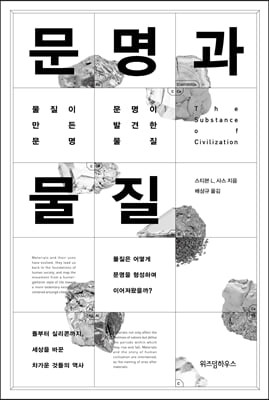 문명과
물질이
만든
문명
문명이
발견한
물질
The
Substance
of
Civilization
물질
스티븐 L. 사스 지음
배상규 옮김
물질은 어떻게
문명을 형성하며
이어져왔을까?
돌부터 실리콘까지,
세상을 바꾼
차가운 것들의 역사
위즈덤하우스